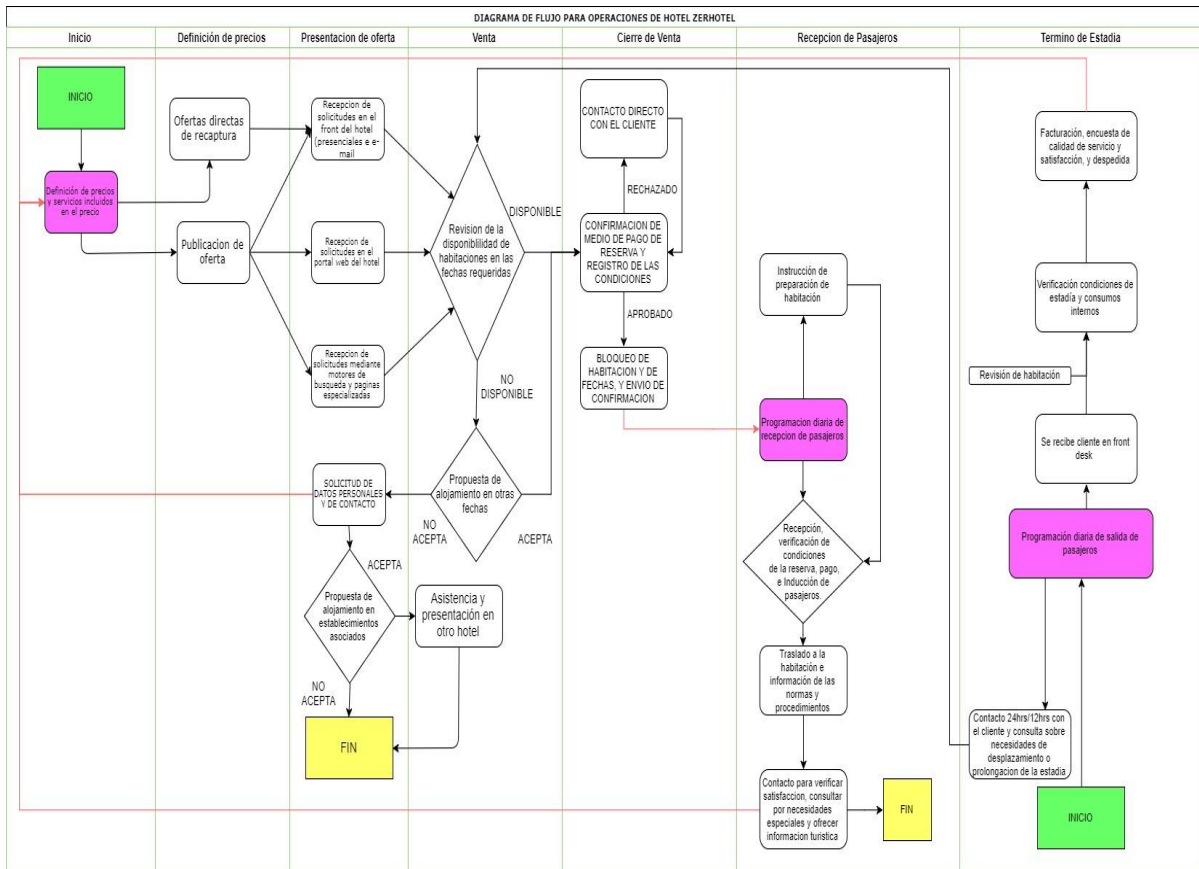 DIAGRAMA DE FLUJO PARA OPERACIONES DE HOTEL ZERHOTEL
Inicio
Definición de precios
Presentacion de oferta
Venta
Cierre de Venta
Recepcion de Pasajeros
Termino de Estadia
INICIO
Definición de precios
y servicios incluidos
en el precio
Ofertas directas
de recaptura
Publicacion de
oferta
Recepcion de
solicitudes en el
front del hotel
(presenciales e e-
mail
Recepcion de
solicitudes en el
portal web del hotel
Recepcion de
solicitudes mediante
motores de
busqueda y paginas
especializadas
SOLICITUD DE
DATOS PERSONALES
Y DE CONTACTO
ACEPTA
Propuesta de
alojamiento en
establecimientos
asociados
NO
ACEPTA
FIN
Revision de la
disponiblilidad de
habitaciones en las
fechas requeridas
DISPONIBLE
NO
DISPONIBLE
Propuesta de
alojamiento en otras
fechas
NO
ACEPTA
ACEPTA
Asistencia y
presentación en
otro hotel
CONTACTO DIRECTO
CON EL CLIENTE
RECHAZADO
CONFIRMACION DE
MEDIO DE PAGO DE
RESERVA Y
REGISTRO DE LAS
CONDICIONES
APROBADO
BLOQUEO DE
HABITACION Y DE
FECHAS, Y ENVIO DE
CONFIRMACION
Instrucción de
preparación de
habitación
Programacion diaria de
recepcion de pasajeros
Recepción,
verificación de
condiciones
de la reserva, pago,
e Inducción de
pasajeros.
Traslado a la
habitación e
información de las
normas y
procedimientos
Contacto para verificar
satisfaccion, consultar
por necesidades
especiales y ofrecer
informacion turistica
FIN
Facturación, encuesta de
calidad de servicio y
satisfacción, y despedida
Verificación condiciones de
estadía y consumos
internos
Revisión de habitación
Se recibe cliente en front
desk
Programación diaria de salida de
pasajeros
Contacto 24hrs/12hrs con
el cliente y consulta sobre
necesidades de
desplazamiento o
prolongacion de la estadia
INICIO